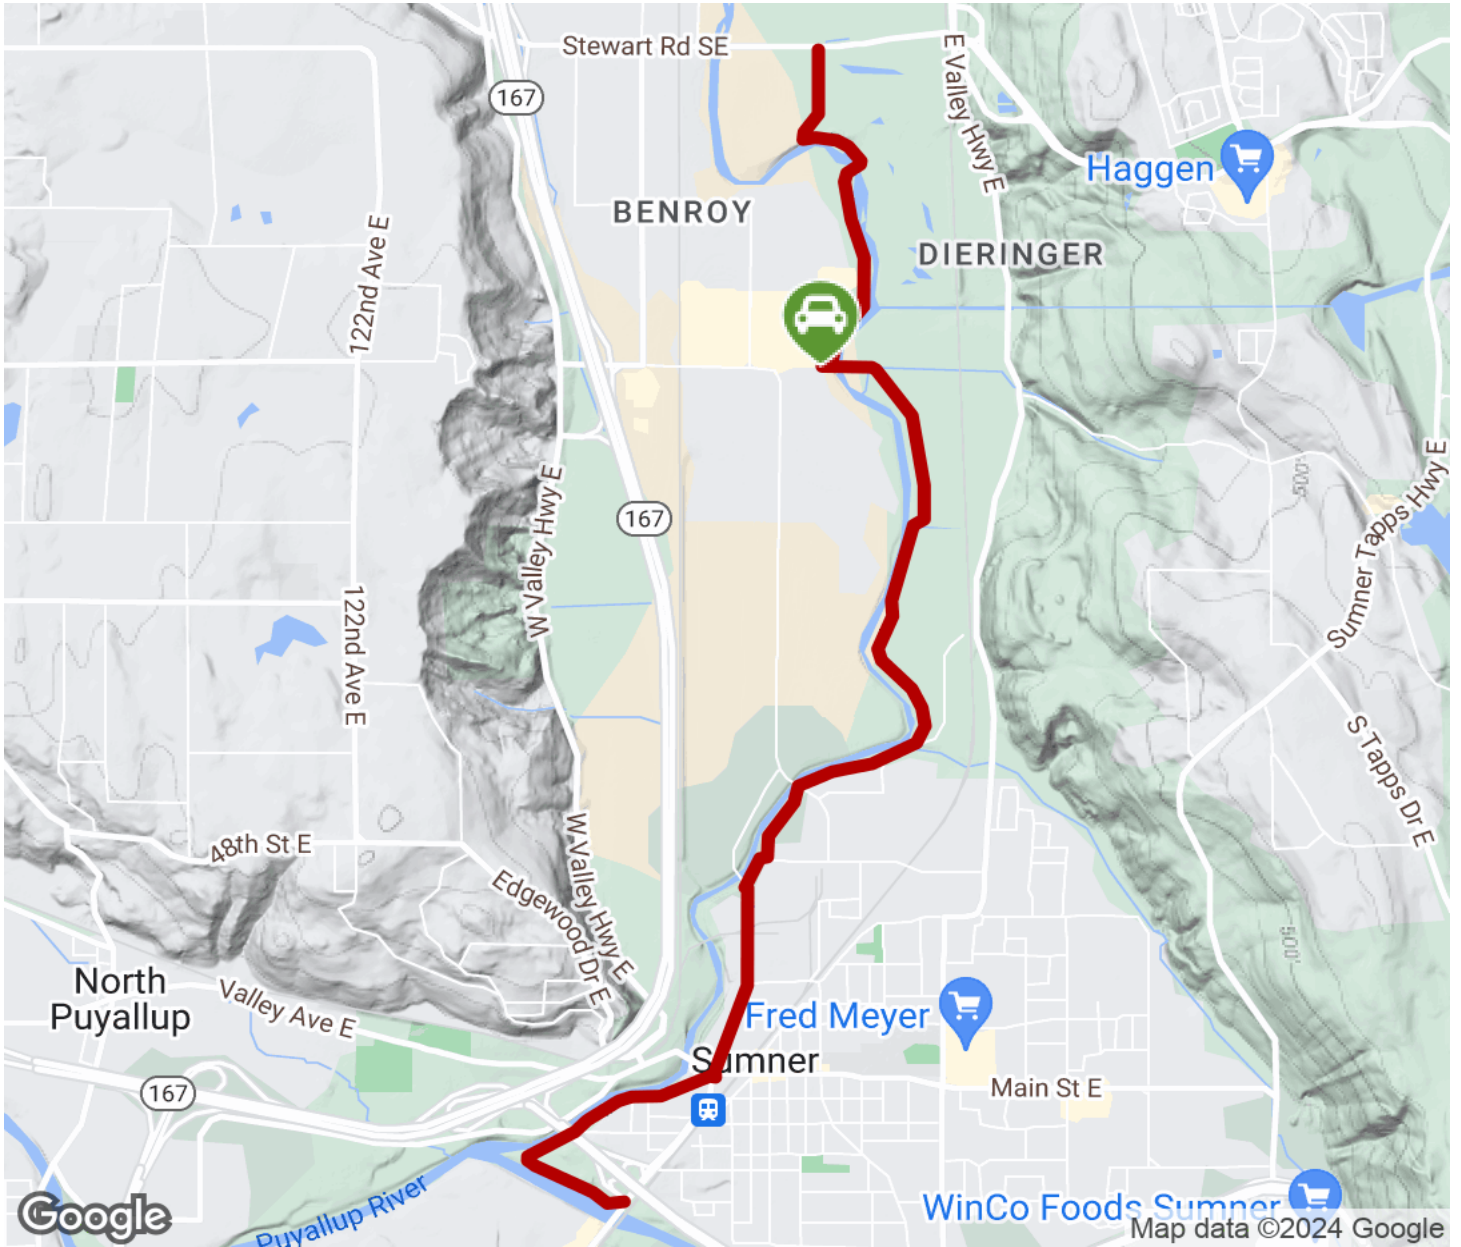 Stewart Rd SE
167
E Valley Hwy E
Haggen
BENROY
DIERINGER
122nd Ave E
W Valley Hwy E
167
500'
Sumner Tapps Hwy E
122nd Ave E
S Tapps Dr E
48th St E
Edgewood Dr E
W Valley Hwy E
500'
North
Puyallup
Valley Ave E
Fred Meyer
Sumner
167
Main St E
Puyallup River
WinCo Foods Sumner
Google
Map data ©2024 Google